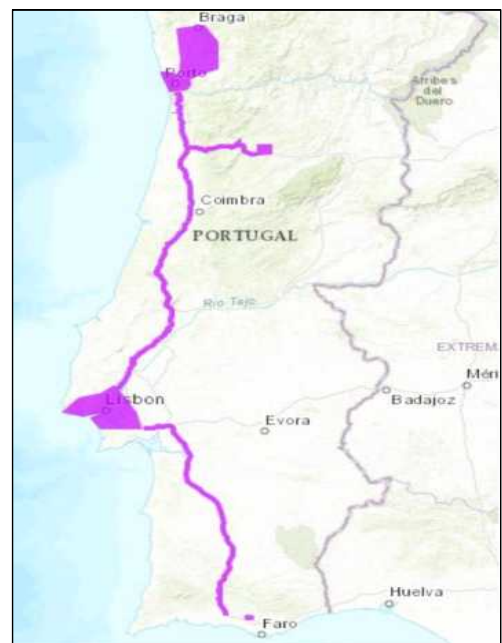 Braga
Porto
Arribes
del
Duero
Coimbra
PORTUGAL
Rio Tejo
EXTREM
Méri
Lisbon
Badajoz
Evora
Huelva
Faro